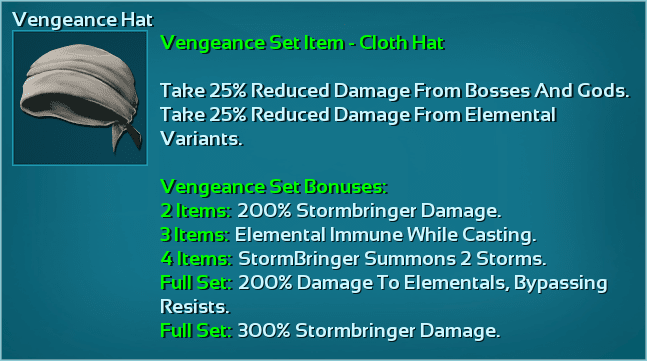 Vengeance Hat
Vengeance Set Item - Cloth Hat
Take 25% Reduced Damage From Bosses And Gods.
Take 25% Reduced Damage From Elemental
Variants.
Vengeance Set Bonuses:
2 Items: 200% Stormbringer Damage.
3 Items: Elemental Immune While Casting.
4 Items: StormBringer Summons 2 Storms.
Full Set: 200% Damage To Elementals, Bypassing
Resists.
Full Set: 300% Stormbringer Damage.